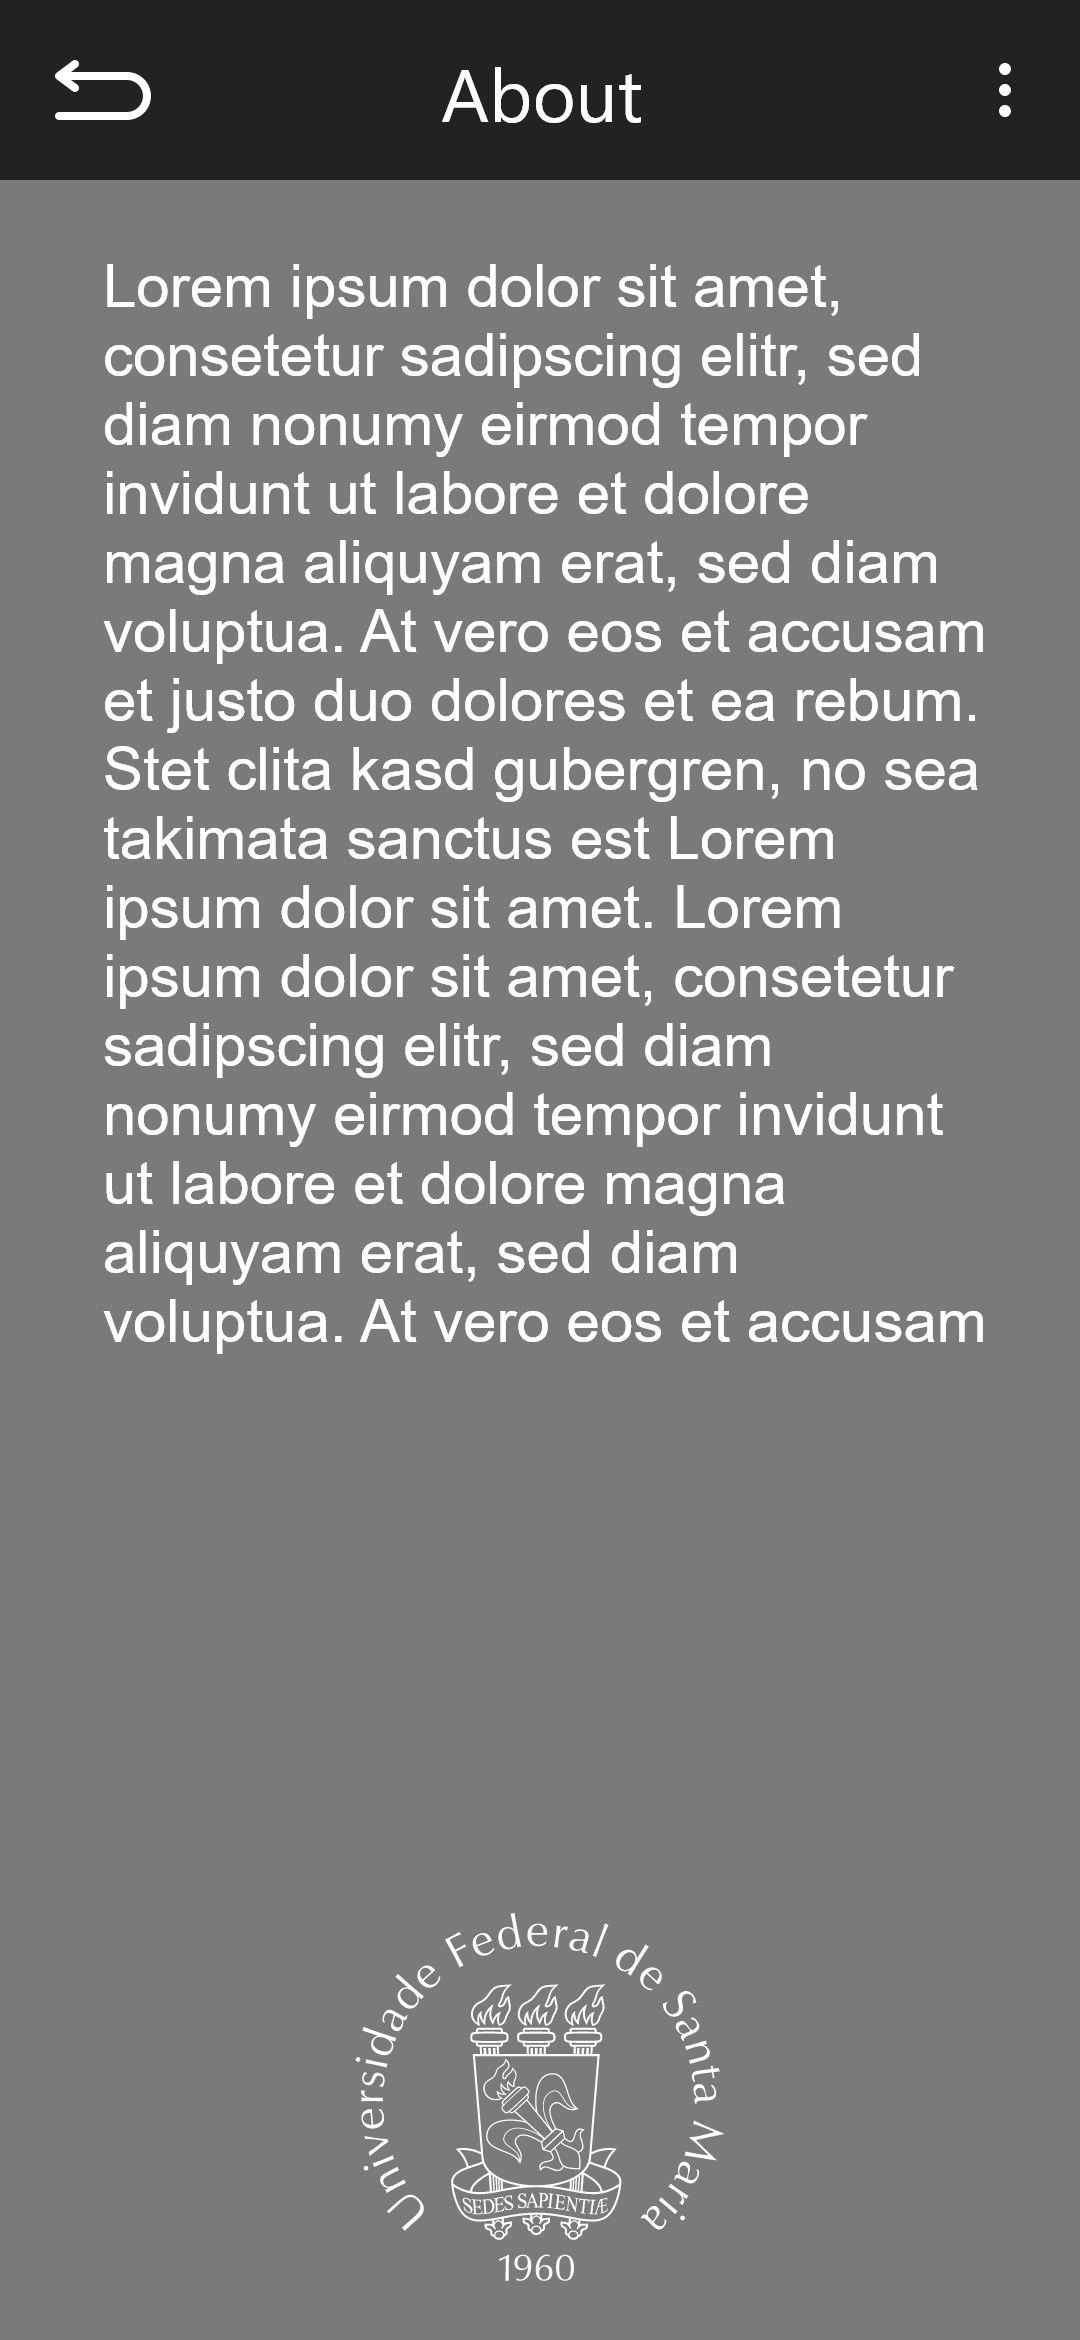 About
Lorem ipsum dolor sit amet,
consetetur sadipscing elitr, sed
diam nonumy eirmod tempor
invidunt ut labore et dolore
magna aliquyam erat, sed diam
voluptua. At vero eos et accusam
et justo duo dolores et ea rebum.
Stet clita kasd gubergren, no sea
takimata sanctus est Lorem
ipsum dolor sit amet. Lorem
ipsum dolor sit amet, consetetur
sadipscing elitr, sed diam
nonumy eirmod tempor invidunt
ut labore et dolore magna
aliquyam erat, sed diam
voluptua. At vero eos et accusam
Universidade Federal de Santa Maria
SEDES SAPIENTIÆ
1960